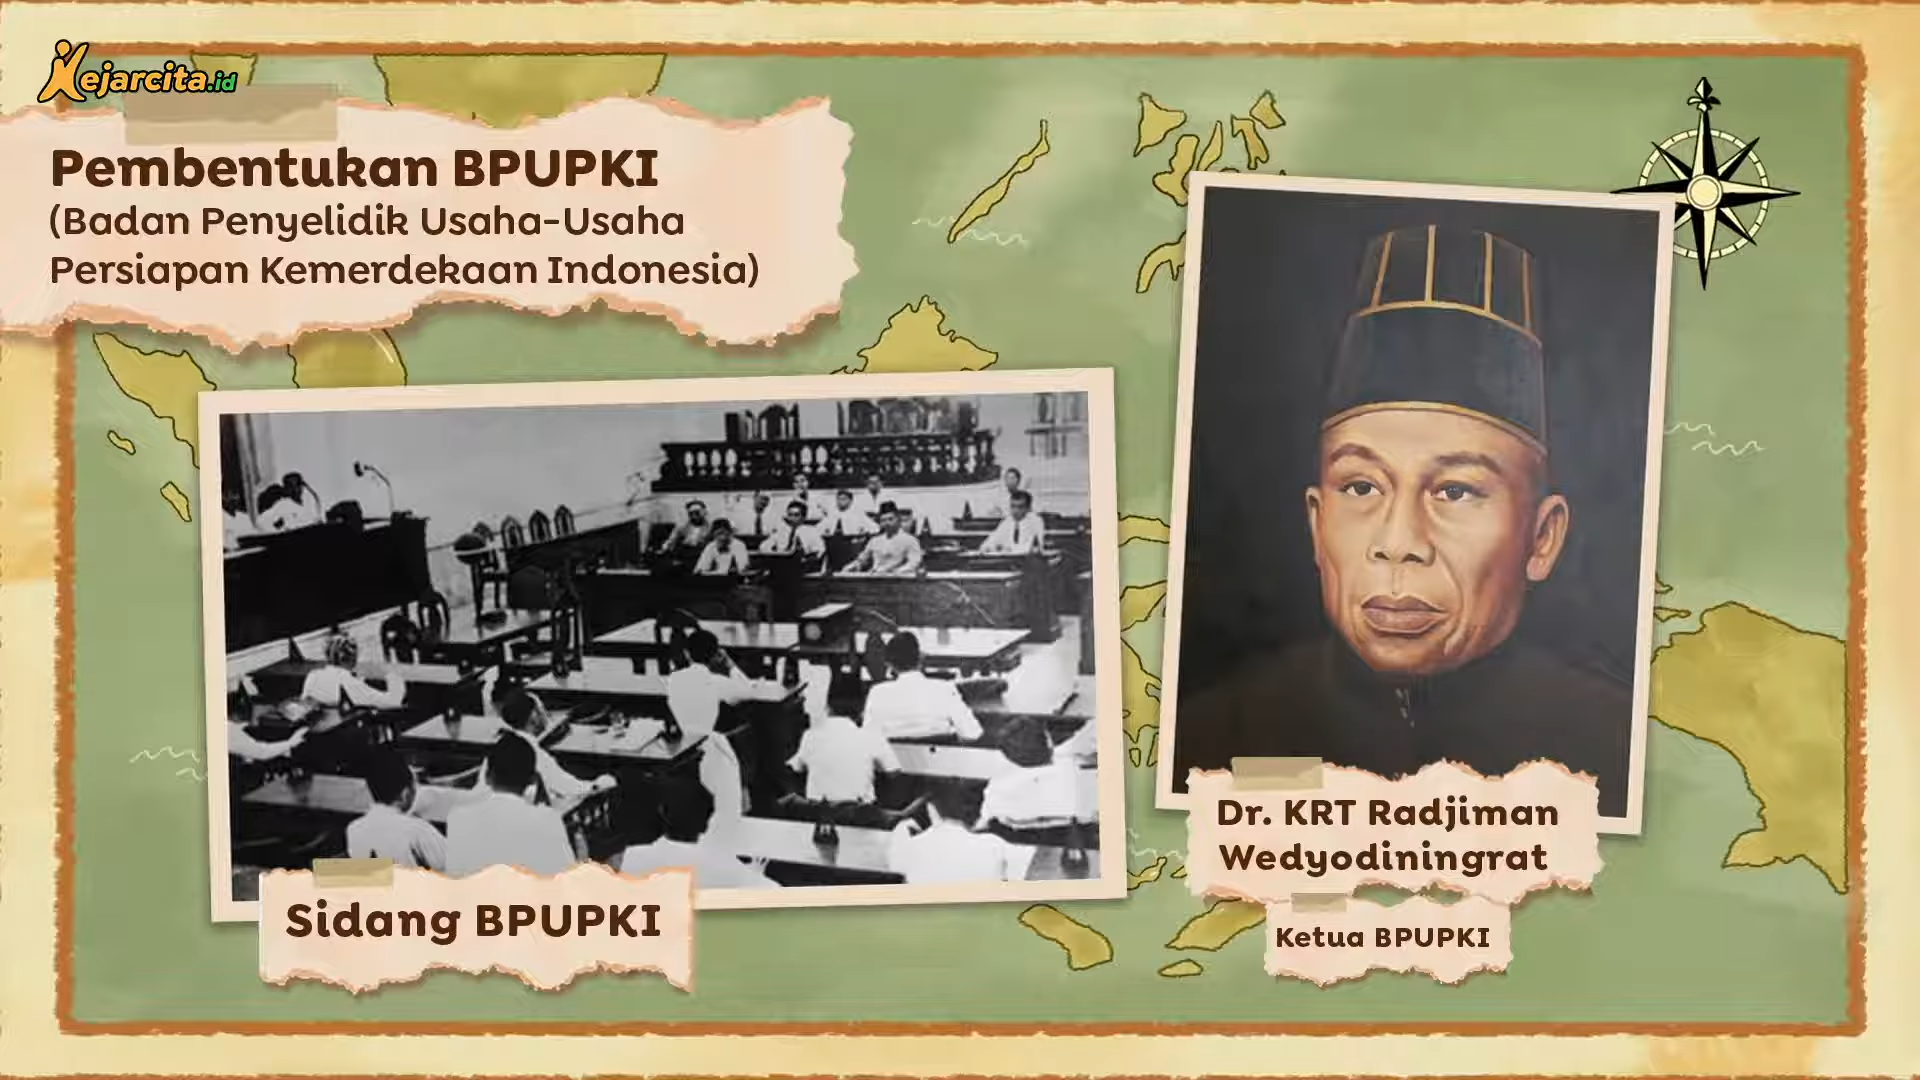 Kejarcita.id
Pembentukan BPUPKI
(Badan Penyelidik Usaha-Usaha
Persiapan Kemerdekaan Indonesia)
Sidang BPUPKI
Dr. KRT Radjiman
Wedyodiningrat
Ketua BPUPKI